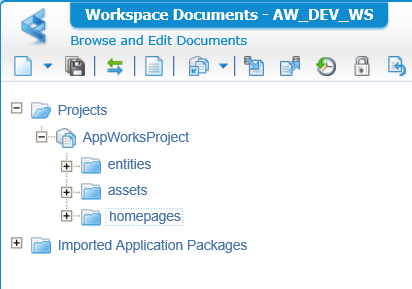 Workspace Documents - AW_DEV_WS
Browse and Edit Documents
Projects
AppWorksProject
entities
assets
homepages
Imported Application Packages